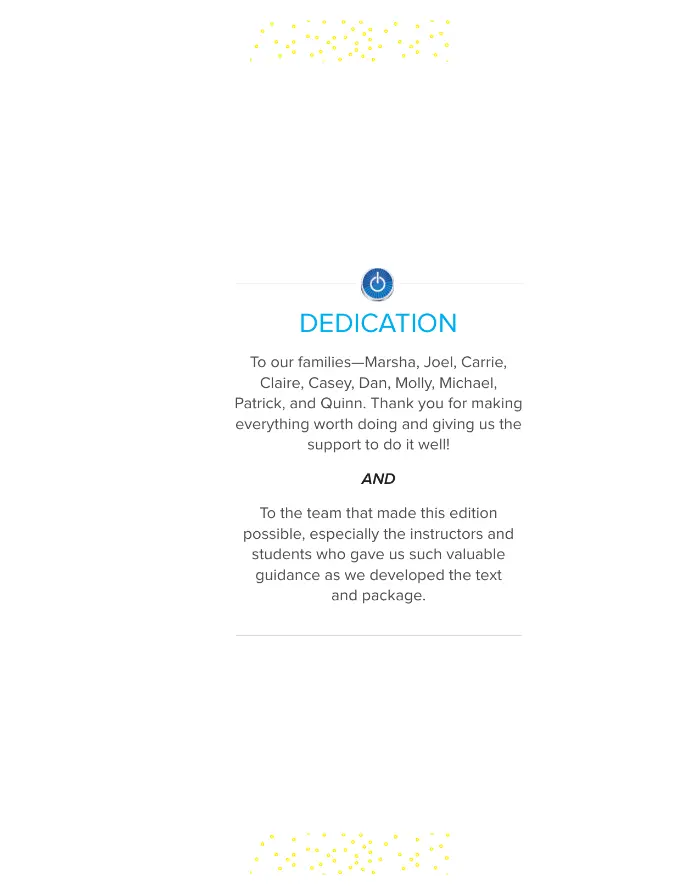 DEDICATION
To our families—Marsha, Joel, Carrie,
Claire, Casey, Dan, Molly, Michael,
Patrick, and Quinn. Thank you for making
everything worth doing and giving us the
support to do it well!
AND
To the team that made this edition
possible, especially the instructors and
students who gave us such valuable
guidance as we developed the text
and package.